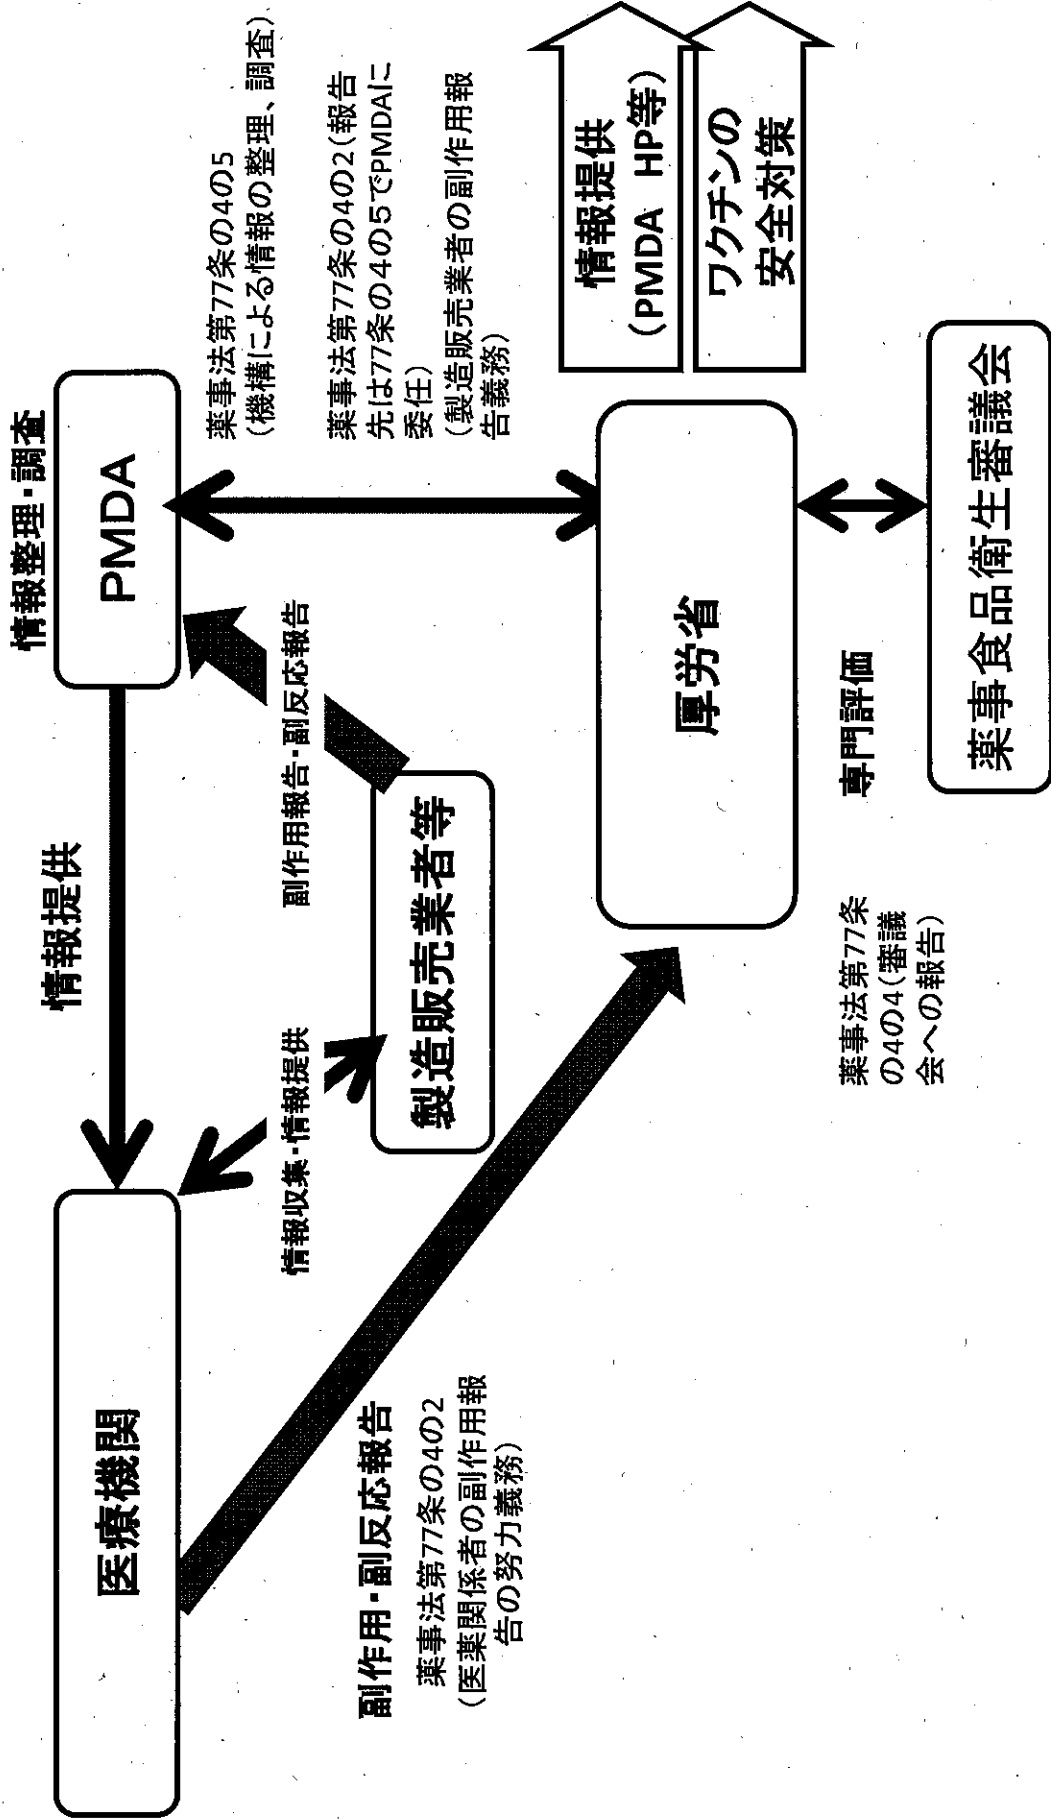 情報整理・調査
情報提供
医療機関
PMDA
薬事法第77条の4の5
(機構による情報の整理、調査)
情報収集・情報提供
副作用報告・副反応報告
薬事法第77条の4の2(報告
先は77条の4の5でPMDAに
委任)
(製造販売業者の副作用報
告義務)
製造販売業者等
副作用・副反応報告
薬事法第77条の4の2
(医薬関係者の副作用報
告の努力義務)
厚労省
情報提供
(PMDA HP等)
ワクチンの
安全対策
専門評価
薬事法第77条
の4の4(審議
会への報告)
薬事食品衛生審議会